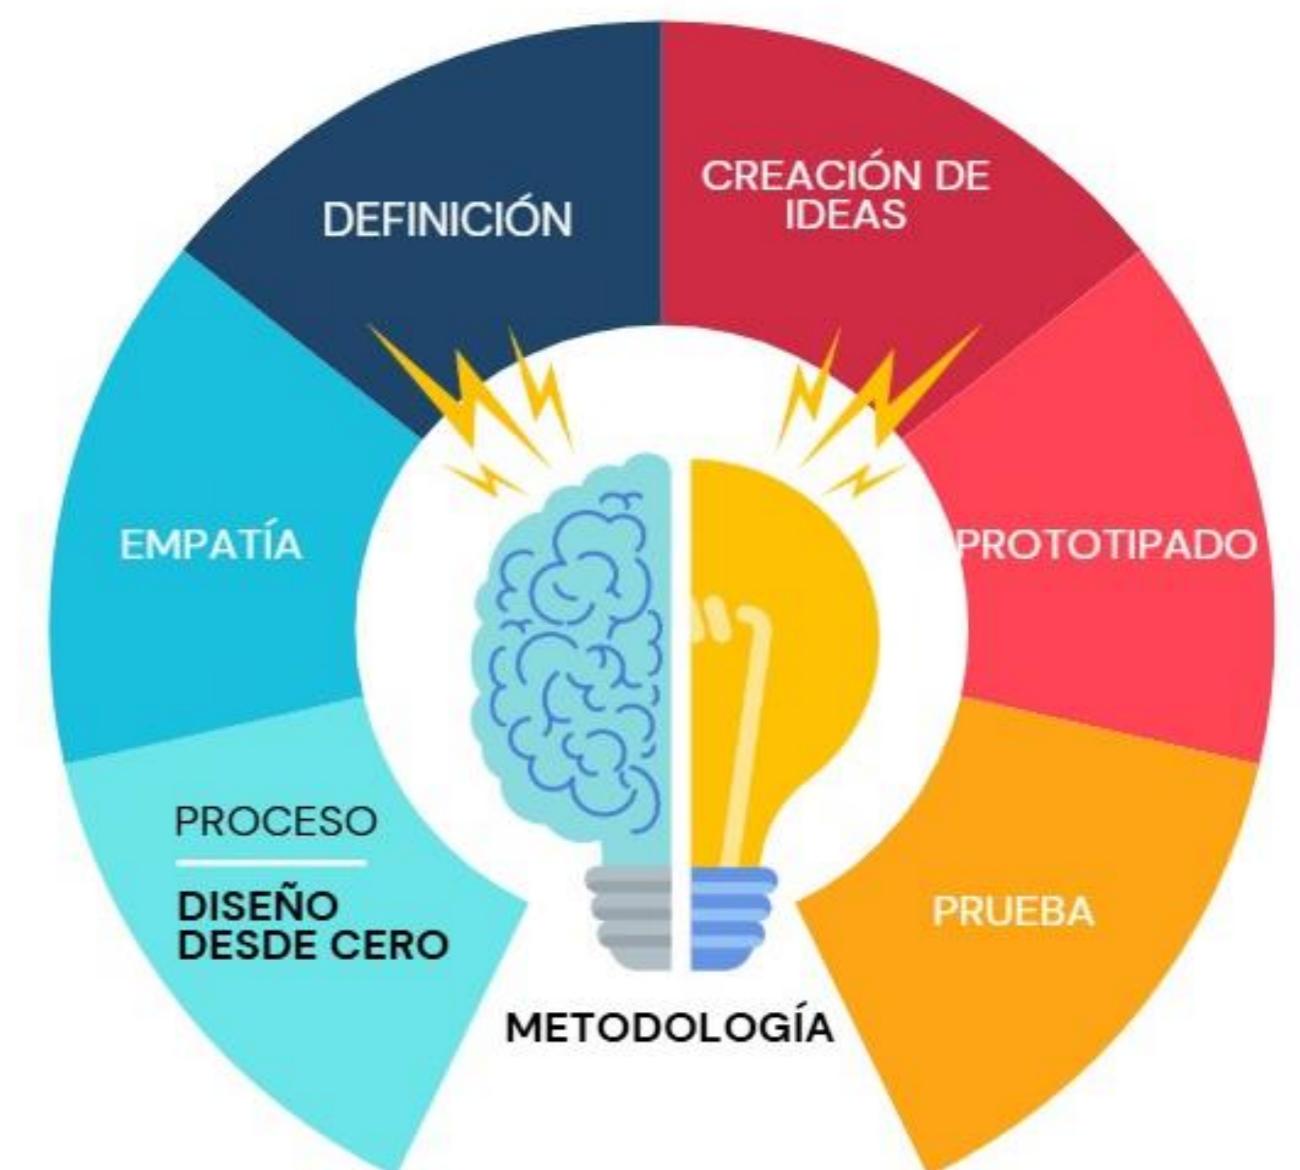 PROCESO
DISEÑO
DESDE CERO
EMPATÍA
DEFINICIÓN
CREACIÓN DE
IDEAS
PROTOTIPADO
PRUEBA
METODOLOGÍA